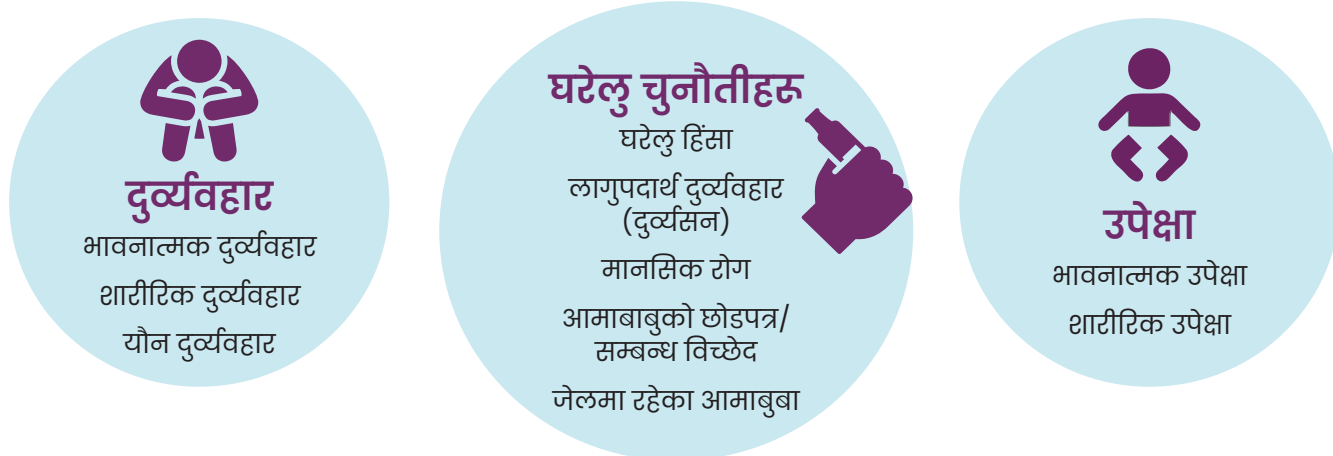 दुर्व्यवहार
भावनात्मक दुर्व्यवहार
शारीरिक दुर्व्यवहार
यौन दुर्व्यवहार
घरेलु चुनौतीहरू
घरेलु हिंसा
लागुपदार्थ दुर्व्यवहार
(दुर्व्यसन)
मानसिक रोग
आमाबाबुको छोडपत्र/
सम्बन्ध विच्छेद
जेलमा रहेका आमाबुबा
उपेक्षा
भावनात्मक उपेक्षा
शारीरिक उपेक्षा